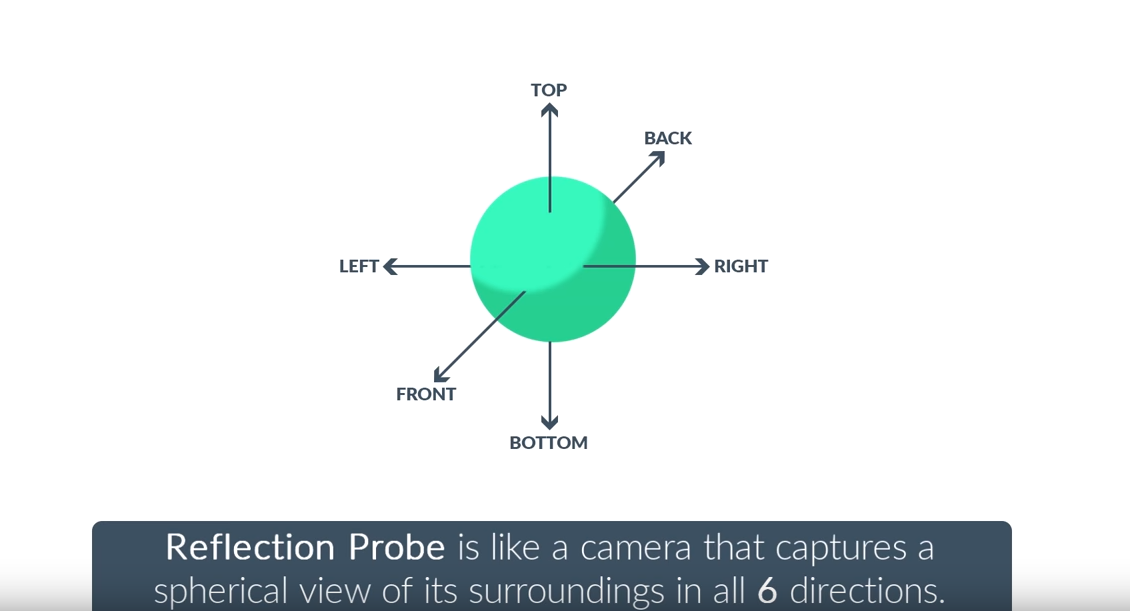 TOP
BACK
LEFT
RIGHT
FRONT
BOTTOM
Reflection Probe is like a camera that captures a
spherical view of its surroundings in all 6 directions.